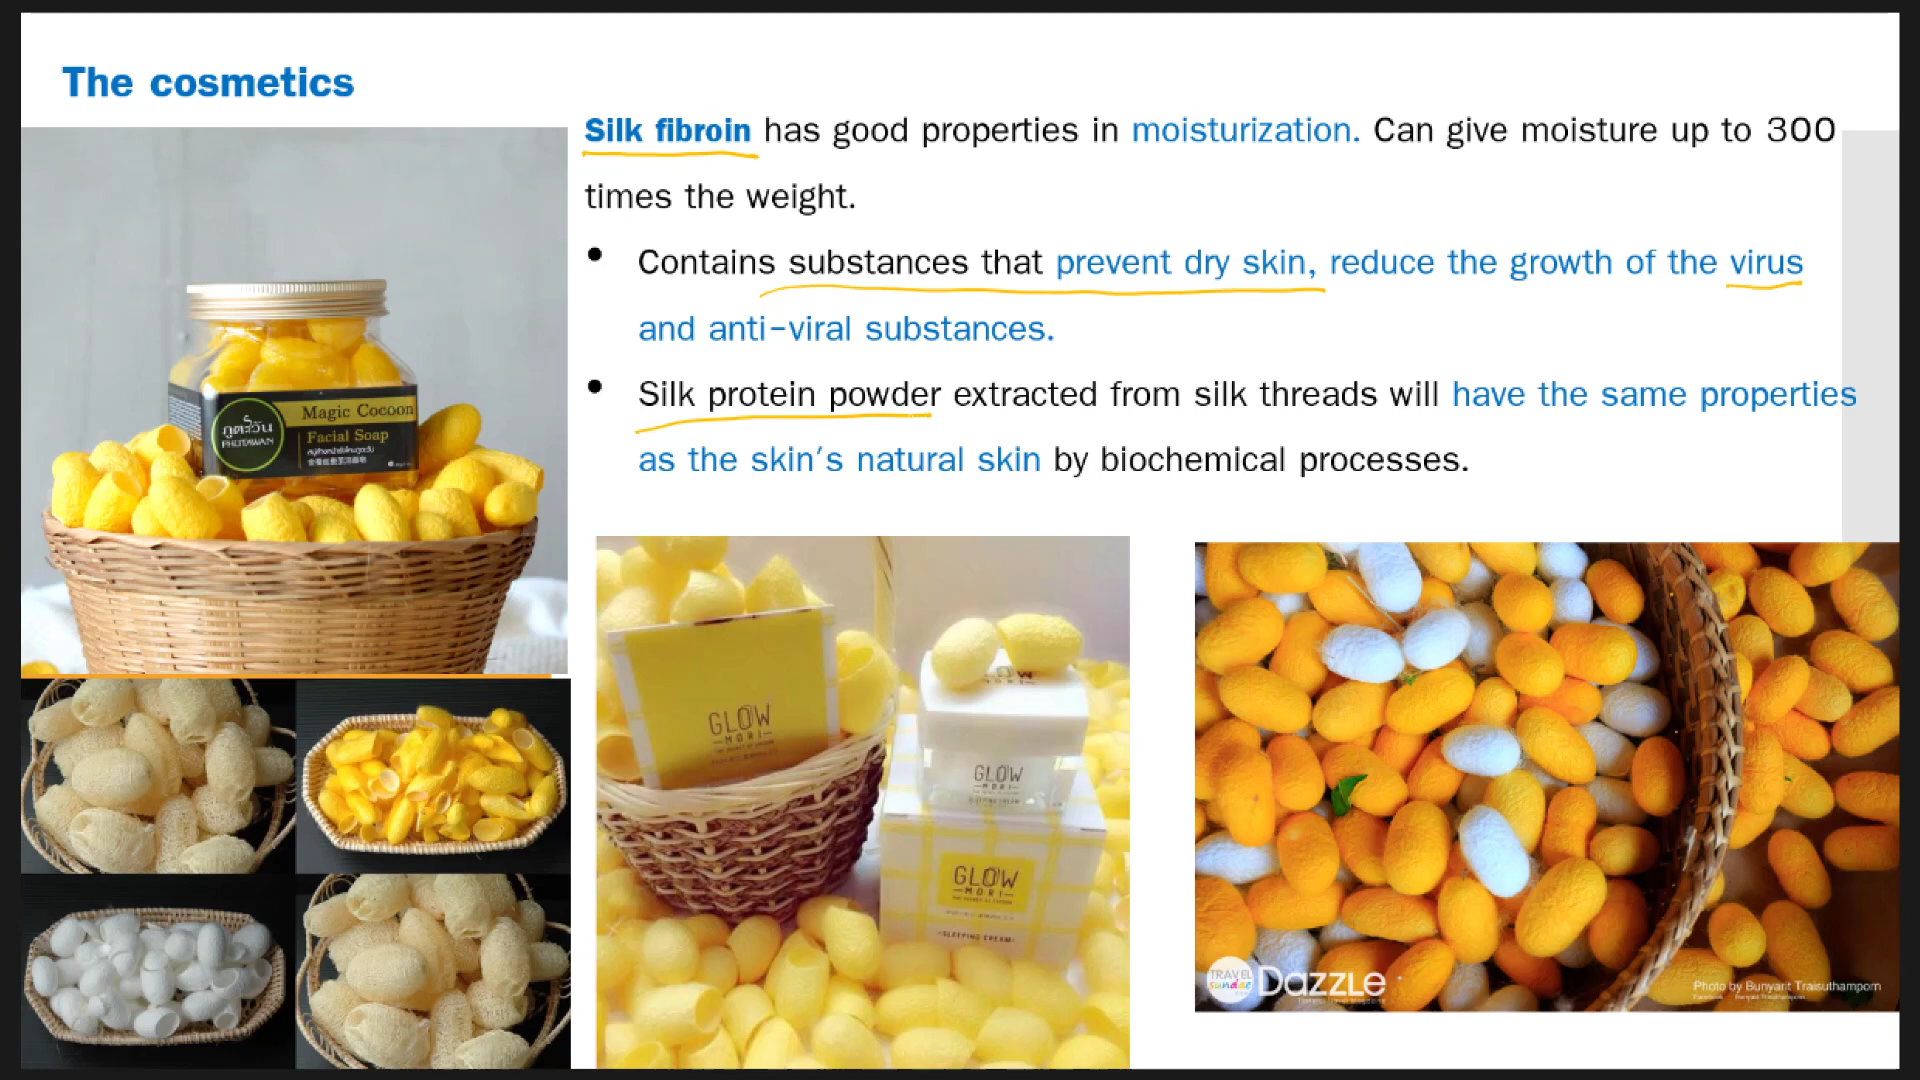 The cosmetics
Silk fibroin has good properties in moisturization. Can give moisture up to 300
times the weight.
• Contains substances that prevent dry skin, reduce the growth of the virus
and anti-viral substances.
• Silk protein powder extracted from silk threads will have the same properties
as the skin's natural skin by biochemical processes.
ภูตะวัน
PHUTAWAN
Magic Cocoon
Facial Soap
GLOW
MORI
GLOW
MORI
GLOW
MORI
SLEEPING CREAM
TRAVEL
sundae
Dazzle
Photo by Bunyarit Traisuthamporn